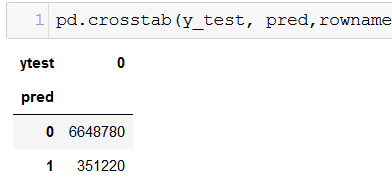 1 pd.crosstab(y_test, pred,rowname
ytest 0
pred
0 6648780
1 351220